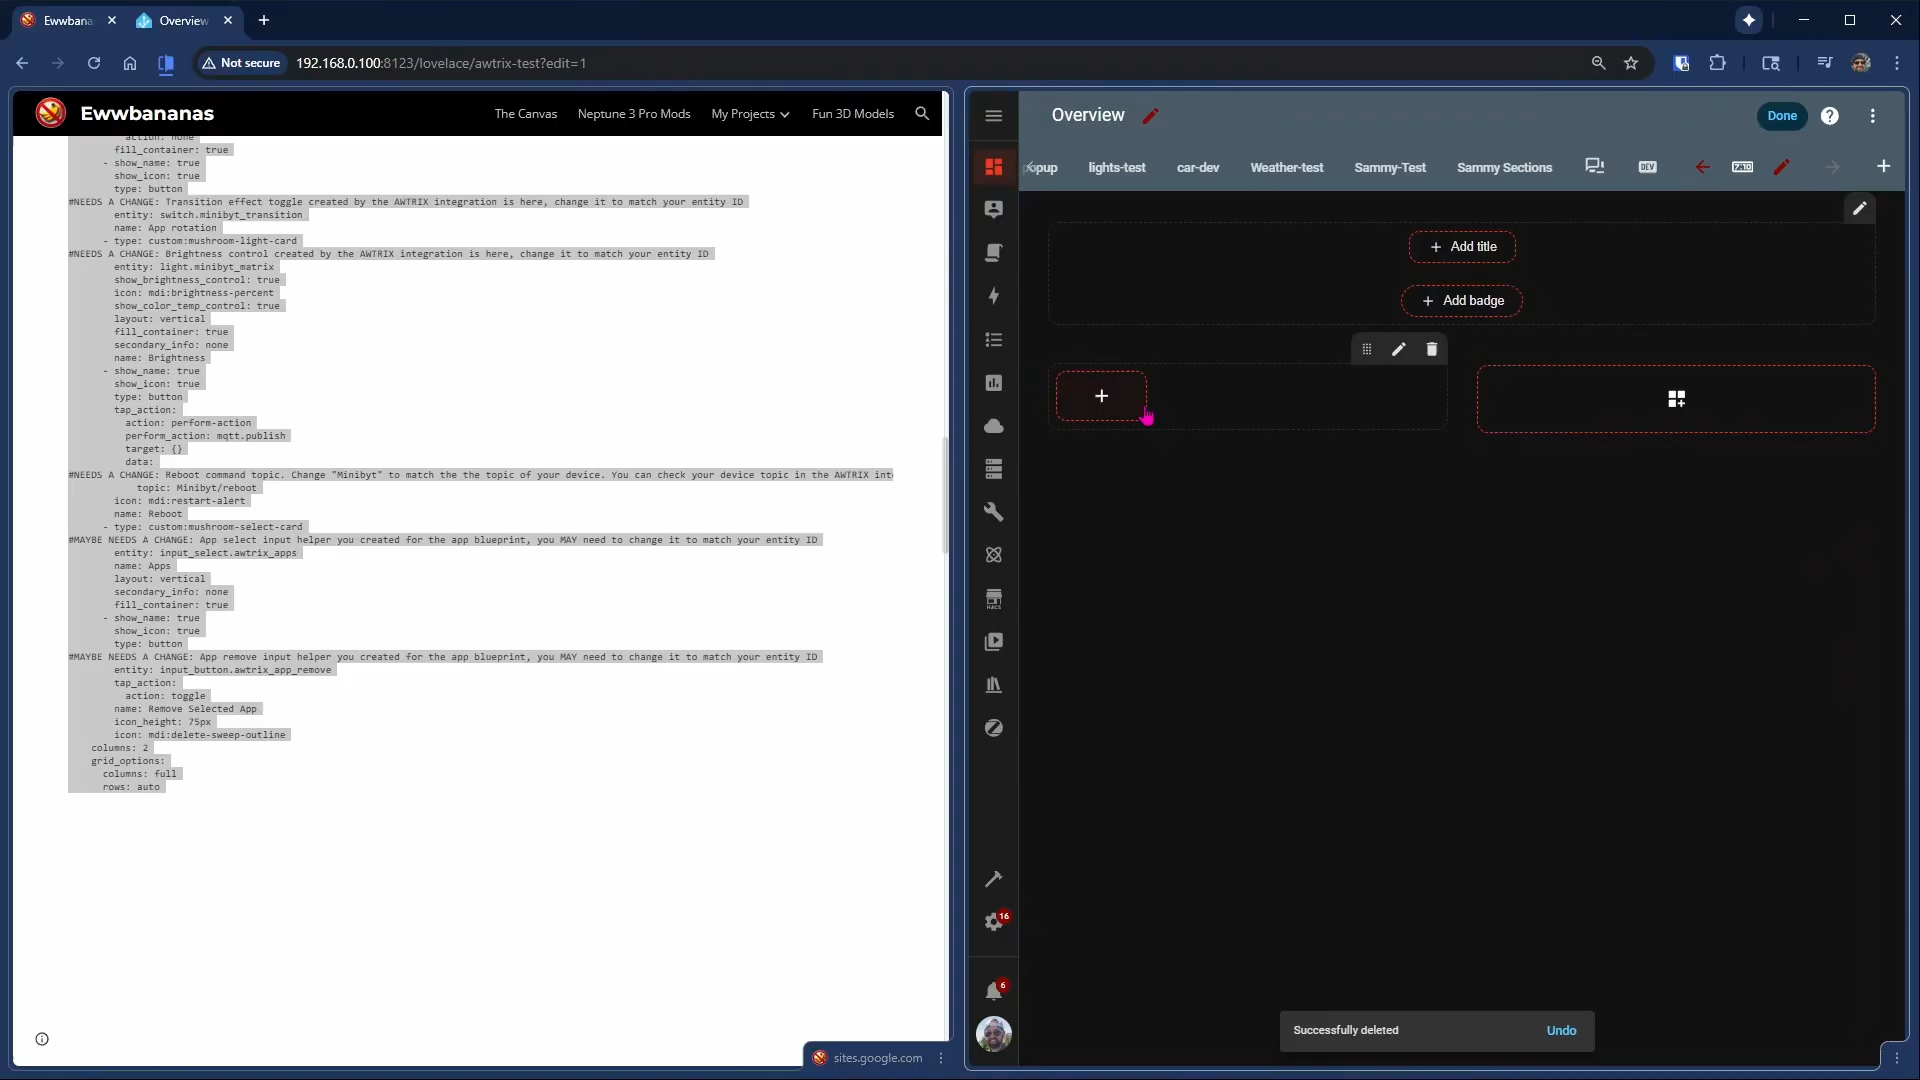 Ewwbana
Overview
Not secure
192.168.0.100:8123/lovelace/awtrix-test?edit=1
Ewwbananas
The Canvas
Neptune 3 Pro Mods
My Projects
Fun 3D Models
action: none
fill_container: true
- show_name: true
show_icon: true
type: button
#NEEDS A CHANGE: Transition effect toggle created by the AWTRIX integration is here, change it to match your entity ID
entity: switch.minibyt_transition
name: App rotation
- type: custom:mushroom-light-card
#NEEDS A CHANGE: Brightness control created by the AWTRIX integration is here, change it to match your entity ID
entity: light.minibyt_matrix
show_brightness_control: true
icon: mdi:brightness-percent
show_color_temp_control: true
layout: vertical
fill_container: true
secondary_info: none
name: Brightness
- show_name: true
show_icon: true
type: button
tap_action:
action: perform-action
perform_action: mqtt.publish
target: {}
data:
#NEEDS A CHANGE: Reboot command topic. Change "Minibyt" to match the the topic of your device. You can check your device topic in the AWTRIX int
topic: Minibyt/reboot
icon: mdi:restart-alert
name: Reboot
- type: custom:mushroom-select-card
#MAYBE NEEDS A CHANGE: App select input helper you created for the app blueprint, you MAY need to change it to match your entity ID
entity: input_select.awtrix_apps
name: Apps
layout: vertical
secondary_info: none
fill_container: true
- show_name: true
show_icon: true
type: button
#MAYBE NEEDS A CHANGE: App remove input helper you created for the app blueprint, you MAY need to change it to match your entity ID
entity: input_button.awtrix_app_remove
tap_action:
action: toggle
name: Remove Selected App
icon_height: 75px
icon: mdi:delete-sweep-outline
columns: 2
grid_options:
columns: full
rows: auto
sites.google.com
Overview
Done
popup
lights-test
car-dev
Weather-test
Sammy-Test
Sammy Sections
DEV
7:10
+ Add title
+ Add badge
HACS
16
6
Successfully deleted
Undo